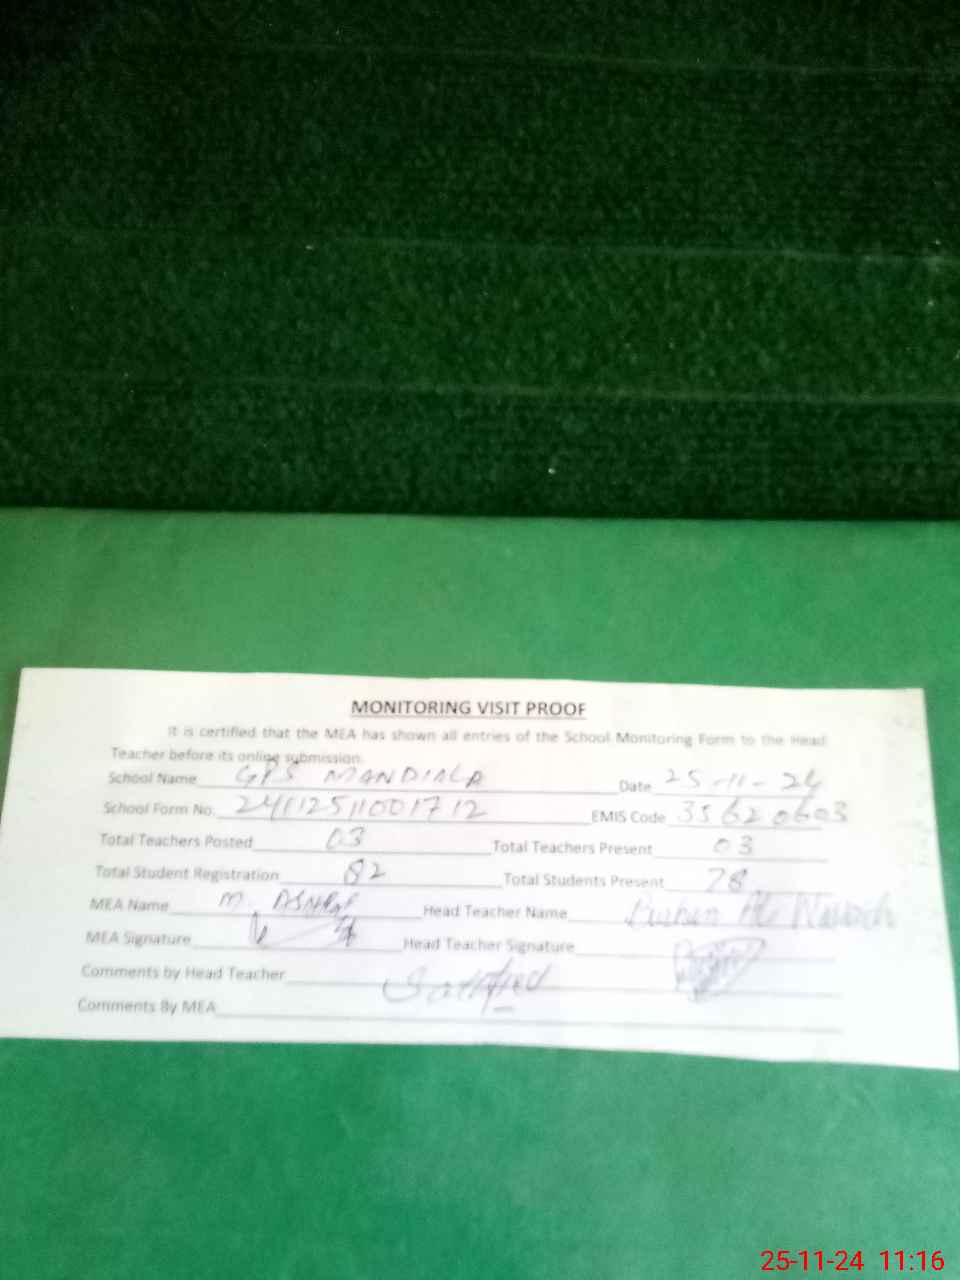 MONITORING VISIT PROOF
It is certified that the MEA has shown all entries of the School Monitoring Form to the Head
Teacher before its online submission.
School Name GPS MANDIALA Date 25-11-24
School Form No. 24112511001712 EMIS Code 35620603
Total Teachers Posted 03 Total Teachers Present 03
Total Student Registration 82 Total Students Present 78
MEA Name M. ASHRAF Head Teacher Name
MEA Signature Head Teacher Signature
Comments by Head Teacher Satisfied
Comments By MEA
25-11-24 11:16